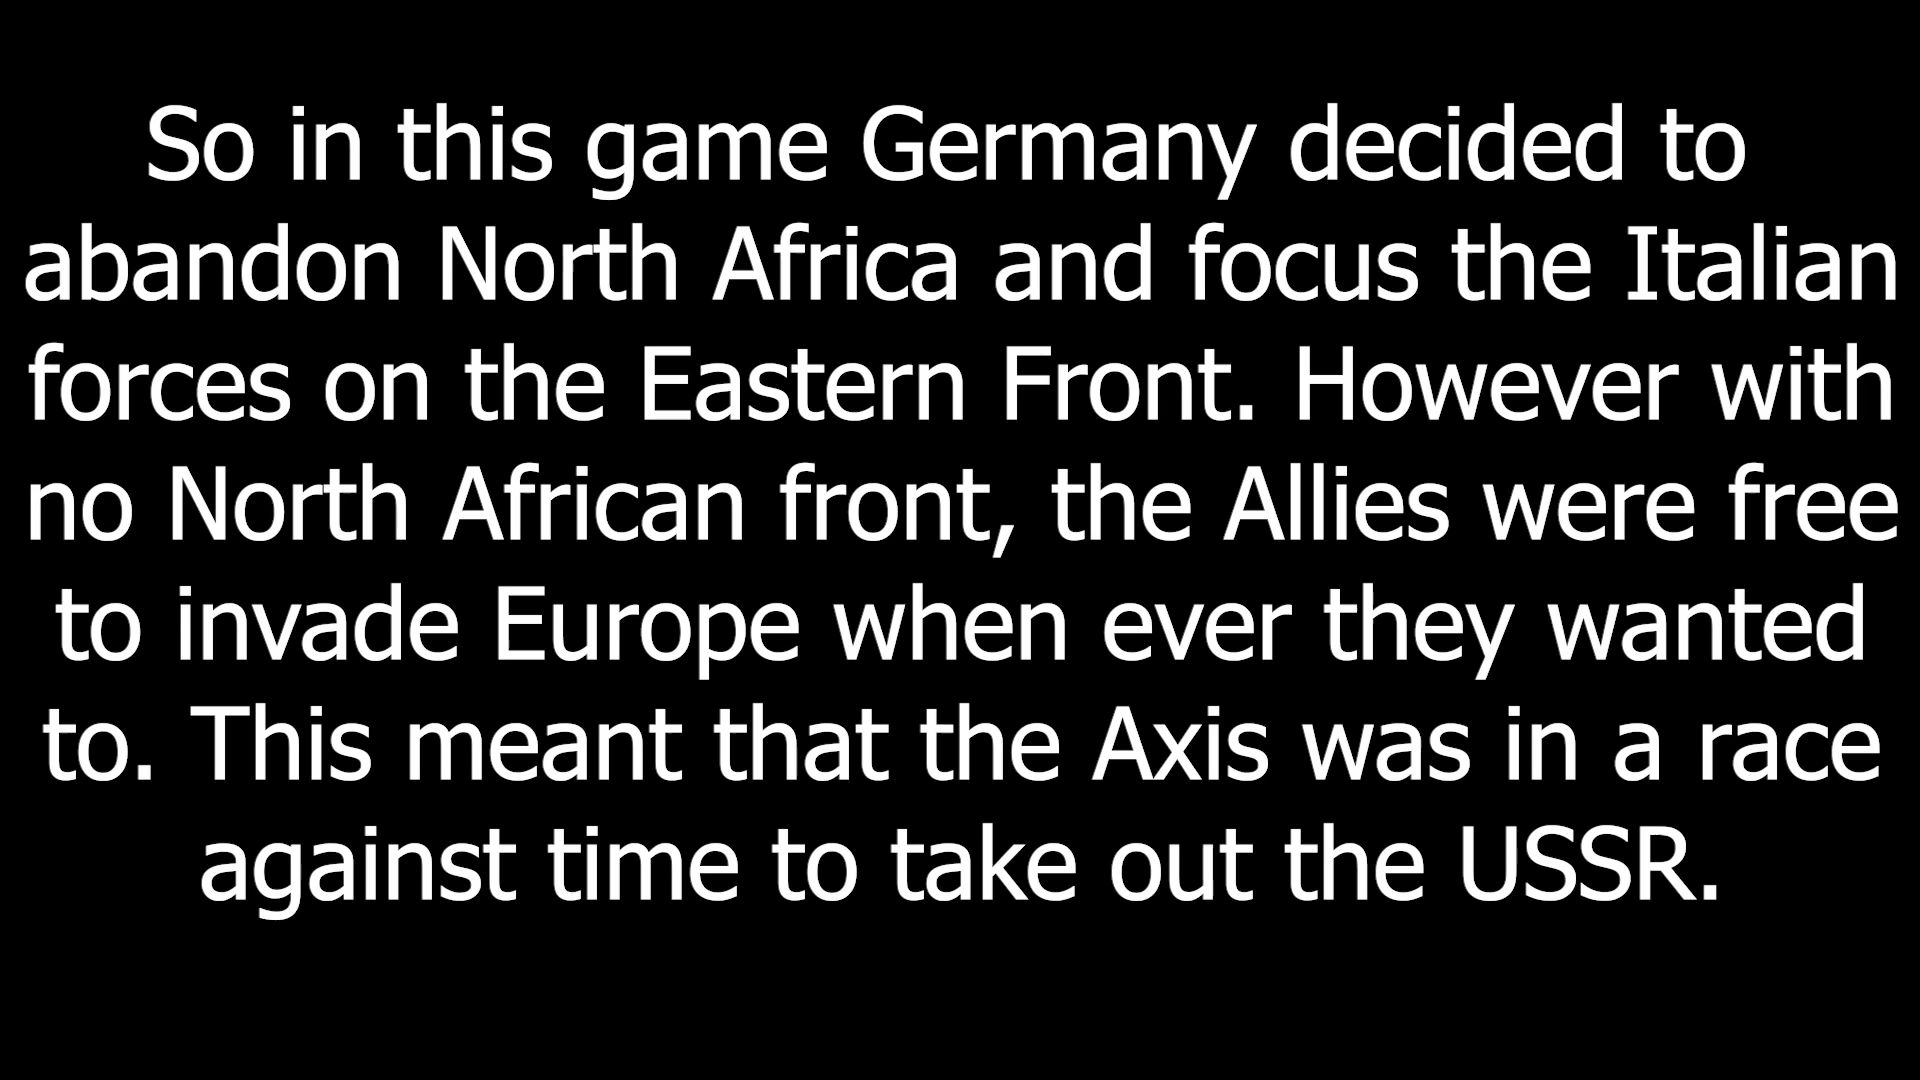 So in this game Germany decided to
abandon North Africa and focus the Italian
forces on the Eastern Front. However with
no North African front, the Allies were free
to invade Europe when ever they wanted
to. This meant that the Axis was in a race
against time to take out the USSR.